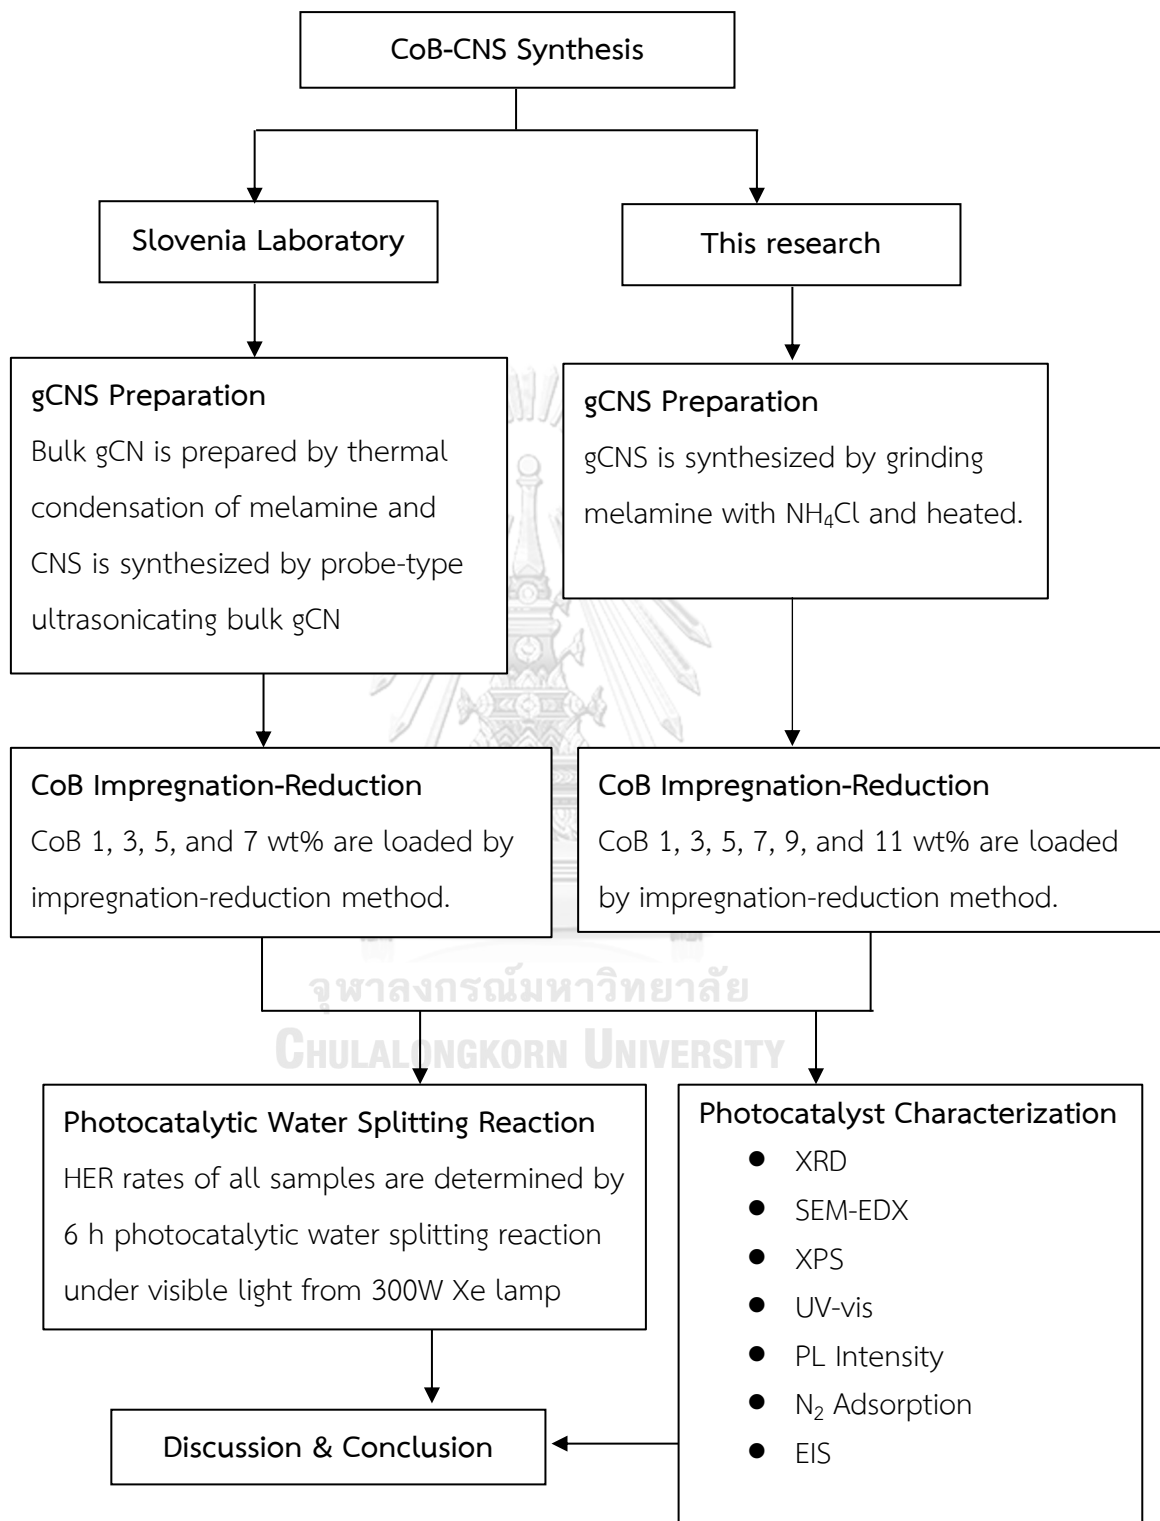 CoB-CNS Synthesis
Slovenia Laboratory
This research
gCNS Preparation
Bulk gCN is prepared by thermal
condensation of melamine and
CNS is synthesized by probe-type
ultrasonicating bulk gCN
gCNS Preparation
gCNS is synthesized by grinding
melamine with NH₄Cl and heated.
CoB Impregnation-Reduction
CoB 1, 3, 5, and 7 wt% are loaded by
impregnation-reduction method.
CoB Impregnation-Reduction
CoB 1, 3, 5, 7, 9, and 11 wt% are loaded
by impregnation-reduction method.
จุฬาลงกรณ์มหาวิทยาลัย
CHULALONGKORN UNIVERSITY
Photocatalytic Water Splitting Reaction
HER rates of all samples are determined by
6 h photocatalytic water splitting reaction
under visible light from 300W Xe lamp
Photocatalyst Characterization
● XRD
● SEM-EDX
● XPS
● UV-vis
● PL Intensity
● N₂ Adsorption
● EIS
Discussion & Conclusion